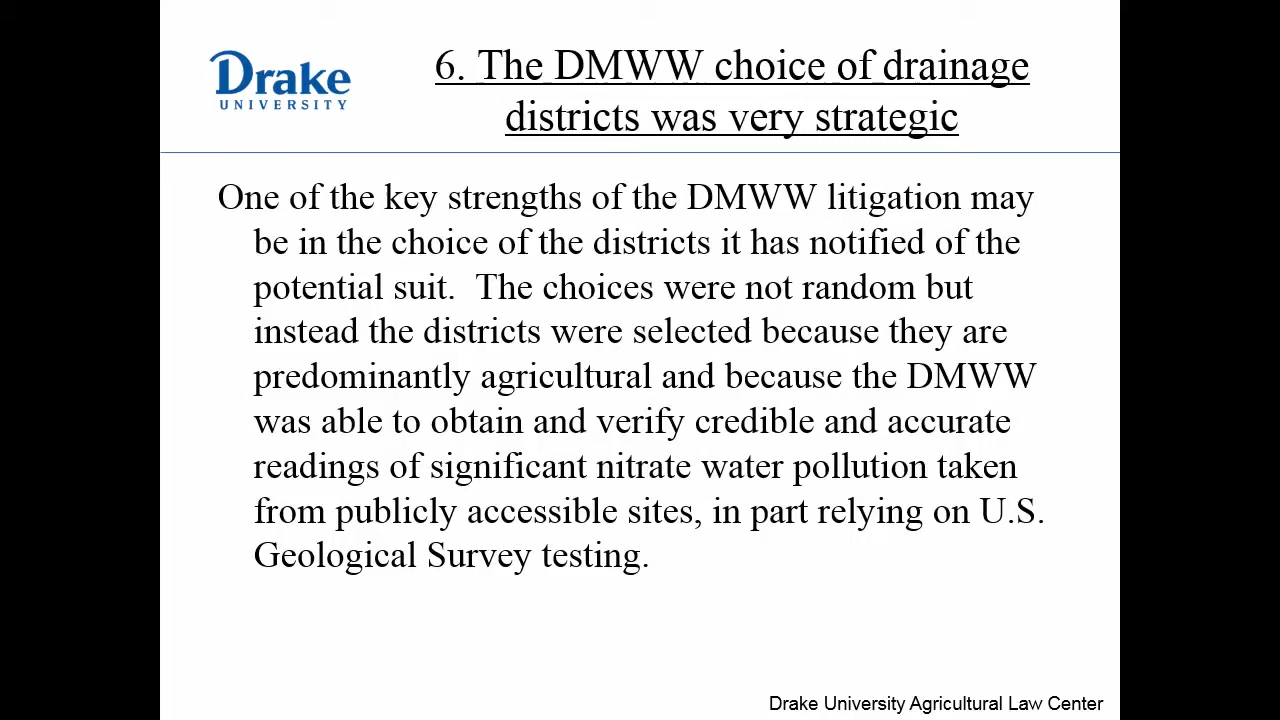 Drake
UNIVERSITY
6. The DMWW choice of drainage
districts was very strategic
One of the key strengths of the DMWW litigation may
be in the choice of the districts it has notified of the
potential suit.  The choices were not random but
instead the districts were selected because they are
predominantly agricultural and because the DMWW
was able to obtain and verify credible and accurate
readings of significant nitrate water pollution taken
from publicly accessible sites, in part relying on U.S.
Geological Survey testing.
Drake University Agricultural Law Center